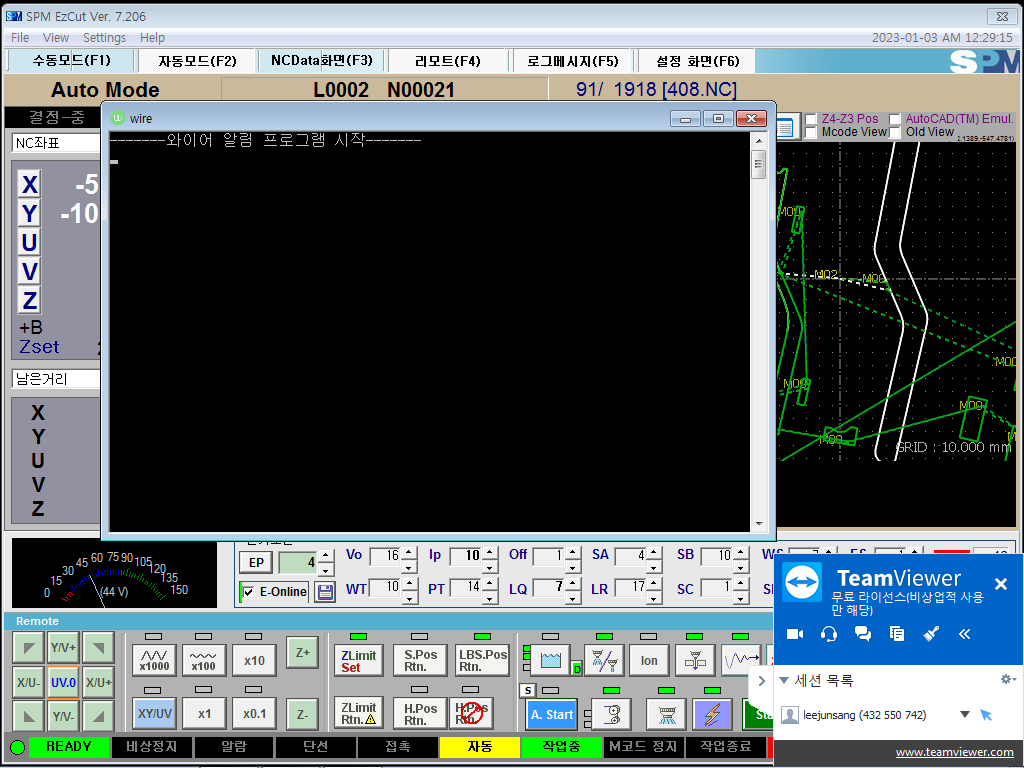 SPM EzCut Ver. 7.206
File View Settings Help
2023-01-03 AM 12:29:15
수동모드(F1) 자동모드(F2) NCData화면(F3) 리모트(F4) 로그메시지(F5) 설정 화면(F6)
SPM
Auto Mode L0002 N00021 91/ 1918 [408.NC]
결정-중
NC좌표
X -5
Y -10
U
V
Z
+B
Zset
남은거리
X
Y
U
V
Z
wire
-------와이어 알림 프로그램 시작-------
Z4-Z3 Pos AutoCAD(TM) Emul.
Mcode View Old View
M02
M00
M00
M00
M00
GRID : 10.000 mm
0 15 30 45 60 75 90 105 120 135 150
(44 V)
EP 4
E-Online
Vo 16 Ip 10 Off 1 SA 4 SB 10
WT 10 PT 14 LQ 7 LR 17 SC 1
Remote
Y/V+
X/U- UV.0 X/U+
Y/V-
x1000 x100 x10 Z+
XY/UV x1 x0.1 Z-
ZLimit Set S.Pos Rtn. LBS.Pos Rtn.
ZLimit Rtn. H.Pos Rtn.
D Ion
S A. Start
READY 비상정지 알람 단선 접촉 자동 작업중 M코드 정지 작업종료
TeamViewer
무료 라이선스(비상업적 사용
만 해당)
세션 목록
leejunsang (432 550 742)
www.teamviewer.com